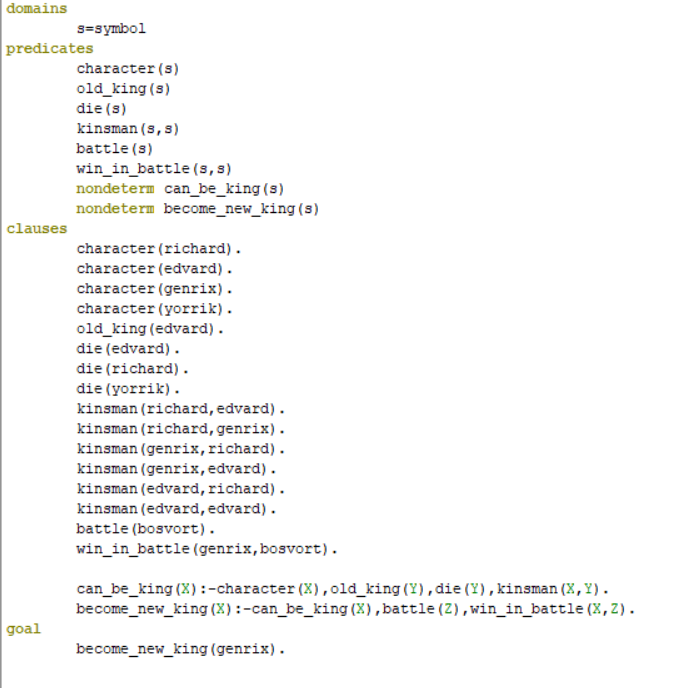 domains
s=symbol
predicates
character(s)
old_king(s)
die(s)
kinsman(s,s)
battle(s)
win_in_battle(s,s)
nondeterm can_be_king(s)
nondeterm become_new_king(s)
clauses
character(richard).
character(edvard).
character(genrix).
character(yorrik).
old_king(edvard).
die(edvard).
die(richard).
die(yorrik).
kinsman(richard,edvard).
kinsman(richard,genrix).
kinsman(genrix,richard).
kinsman(genrix,edvard).
kinsman(edvard,richard).
kinsman(edvard,edvard).
battle(bosvort).
win_in_battle(genrix,bosvort).
can_be_king(X):-character(X),old_king(Y),die(Y),kinsman(X,Y).
become_new_king(X):-can_be_king(X),battle(Z),win_in_battle(X,Z).
goal
become_new_king(genrix).